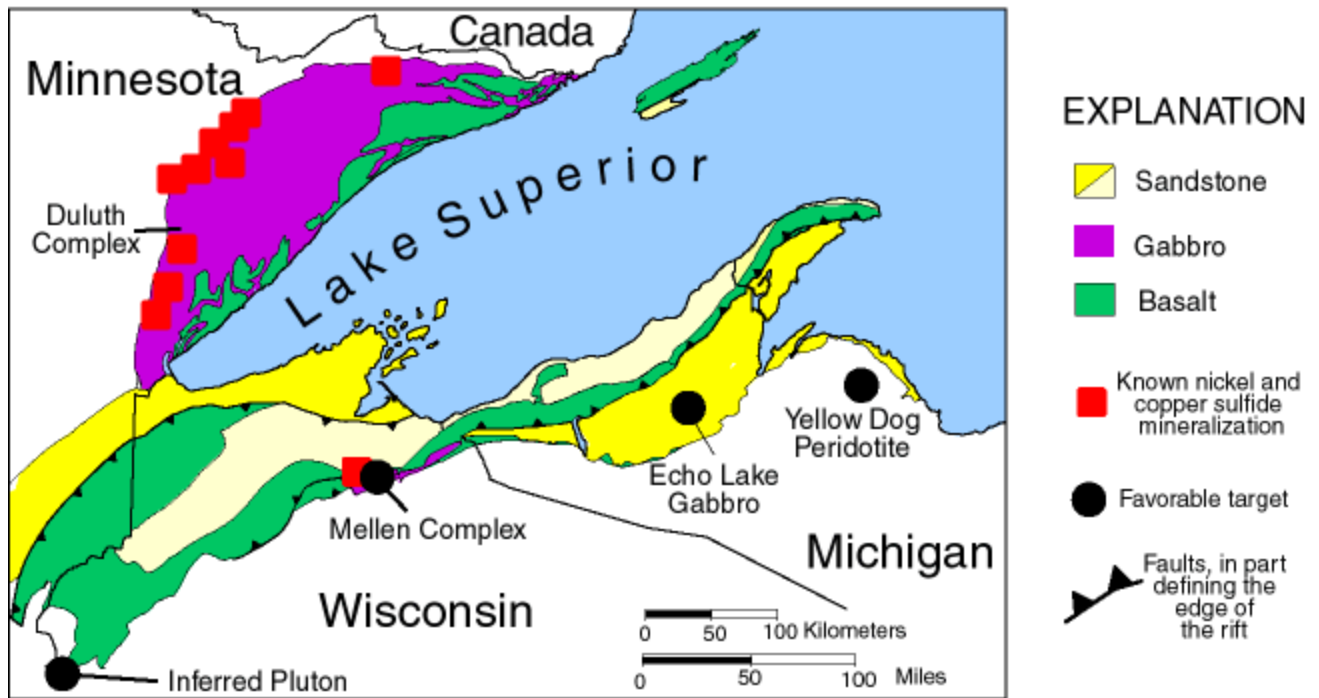 Canada
Minnesota
Lake Superior
Duluth
Complex
Yellow Dog
Peridotite
Echo Lake
Gabbro
Mellen Complex
Michigan
Wisconsin
0 50 100 Kilometers
0 50 100 Miles
Inferred Pluton
EXPLANATION
Sandstone
Gabbro
Basalt
Known nickel and
copper sulfide
mineralization
Favorable target
Faults, in part
defining the
edge of
the rift